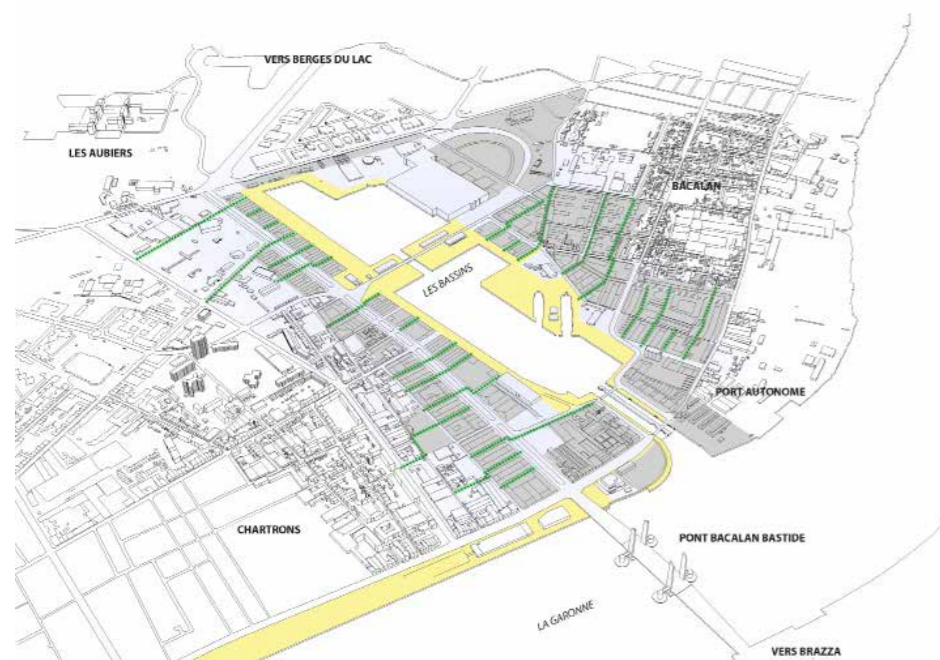 VERS BERGES DU LAC
LES AUBIERS
BACALAN
LES BASSINS
PORT AUTONOME
CHARTRONS
PONT BACALAN BASTIDE
LA GARONNE
VERS BRAZZA